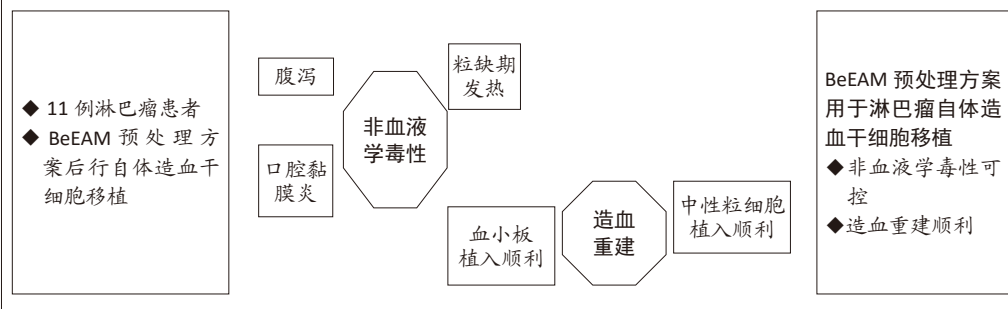 ◆ 11 例淋巴瘤患者
◆ BeEAM 预处理方
案后行自体造血干
细胞移植
腹泻
口腔黏
膜炎
非血液
学毒性
粒缺期
发热
血小板
植入顺利
造血
重建
中性粒细胞
植入顺利
BeEAM 预处理方案
用于淋巴瘤自体造
血干细胞移植
◆非血液学毒性可
控
◆造血重建顺利